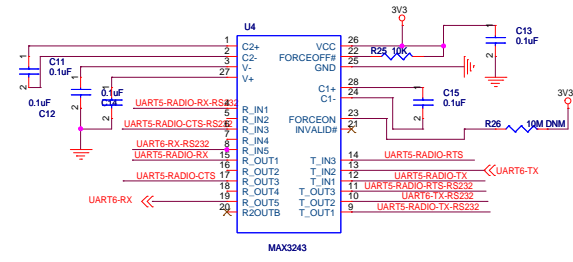 3V3
U4
C13
0.1uF
1
2
1 C2+
2 C2-
3 V-
27 V+
VCC 26
FORCEOFF# 22
GND 25
R25 10K
C11
0.1uF
1
2
0.1uF
C12
1
2
0.1uF
C14
1
2
C1+ 28
C1- 24
C15
0.1uF
1
2
3V3
FORCEON 23
INVALID# 21
R26 10M DNM
UART5-RADIO-RX-RS232 4 R_IN1
5 R_IN2
UART5-RADIO-CTS-RS232 6 R_IN3
7 R_IN4
UART6-RX-RS232 8 R_IN5
UART5-RADIO-RX 15 R_OUT1
16 R_OUT2
UART5-RADIO-CTS 17 R_OUT3
18 R_OUT4
UART6-RX 19 R_OUT5
20 R2OUTB
T_IN3 14 UART5-RADIO-RTS
T_IN2 13 UART6-TX
T_IN1 12 UART5-RADIO-TX
T_OUT3 11 UART5-RADIO-RTS-RS232
T_OUT2 10 UART6-TX-RS232
T_OUT1 9 UART5-RADIO-TX-RS232
MAX3243